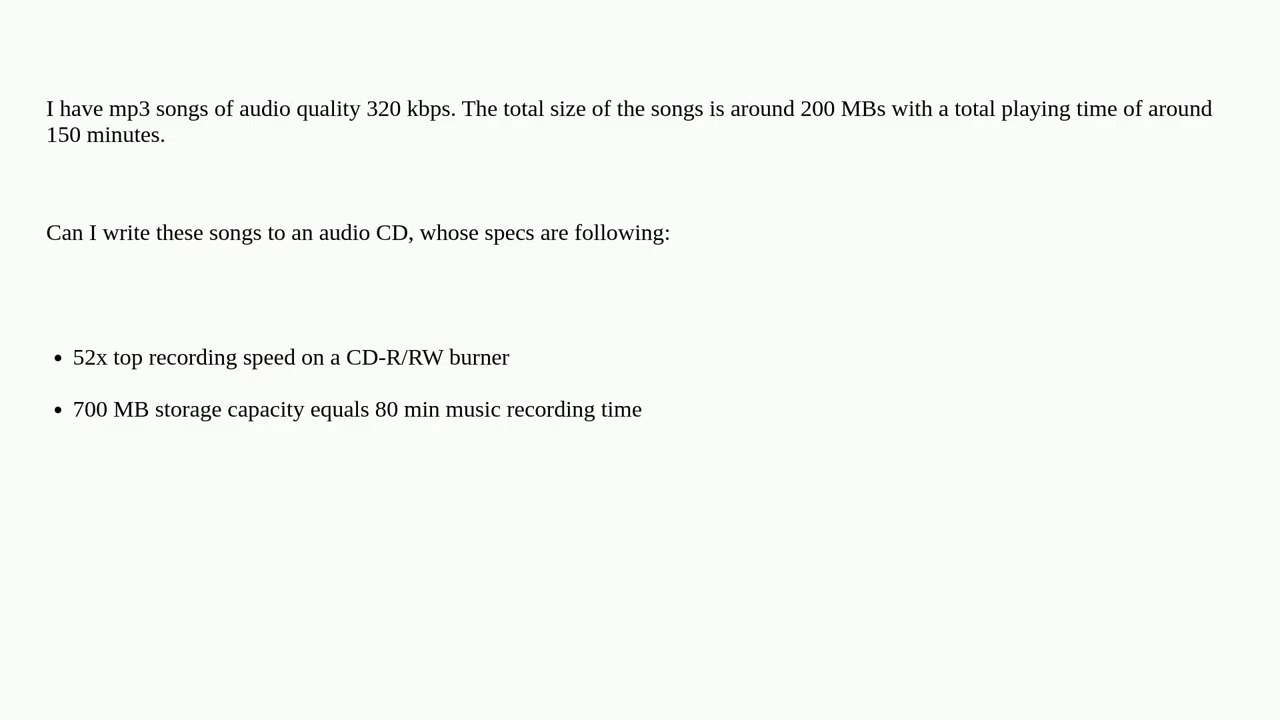 I have mp3 songs of audio quality 320 kbps. The total size of the songs is around 200 MBs with a total playing time of around
150 minutes.
Can I write these songs to an audio CD, whose specs are following:
• 52x top recording speed on a CD-R/RW burner
• 700 MB storage capacity equals 80 min music recording time